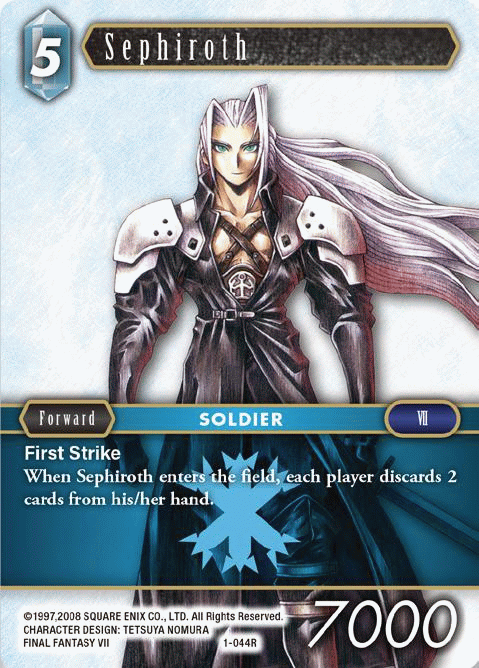 5
Sephiroth
Forward
SOLDIER
VII
First Strike
When Sephiroth enters the field, each player discards 2
cards from his/her hand.
©1997,2008 SQUARE ENIX CO., LTD. All Rights Reserved.
CHARACTER DESIGN: TETSUYA NOMURA
FINAL FANTASY VII
1-044R
7000